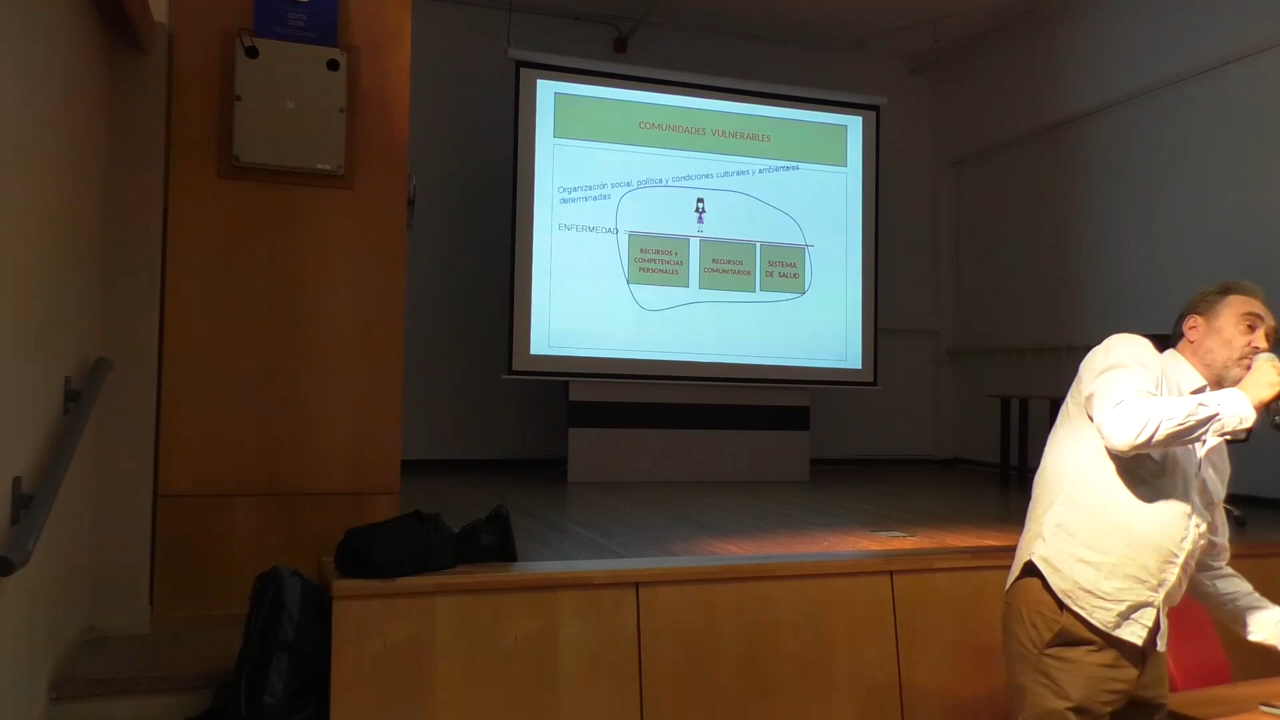 COMUNIDADES VULNERABLES
Organización social, política y condiciones culturales y ambientales
determinadas
ENFERMEDAD
RECURSOS y
COMPETENCIAS
PERSONALES
RECURSOS
COMUNITARIOS
SISTEMA
DE SALUD